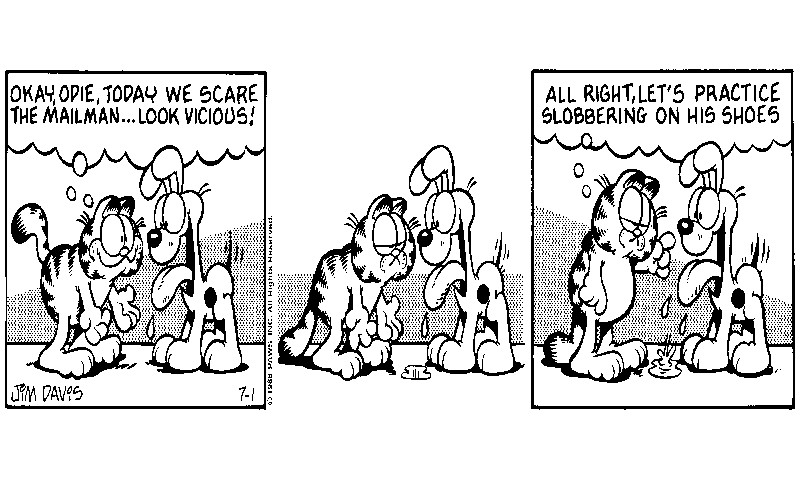 OKAY, ODIE, TODAY WE SCARE
THE MAILMAN...LOOK VICIOUS!
JIM DAVIS
7-1
ALL RIGHT, LET'S PRACTICE
SLOBBERING ON HIS SHOES